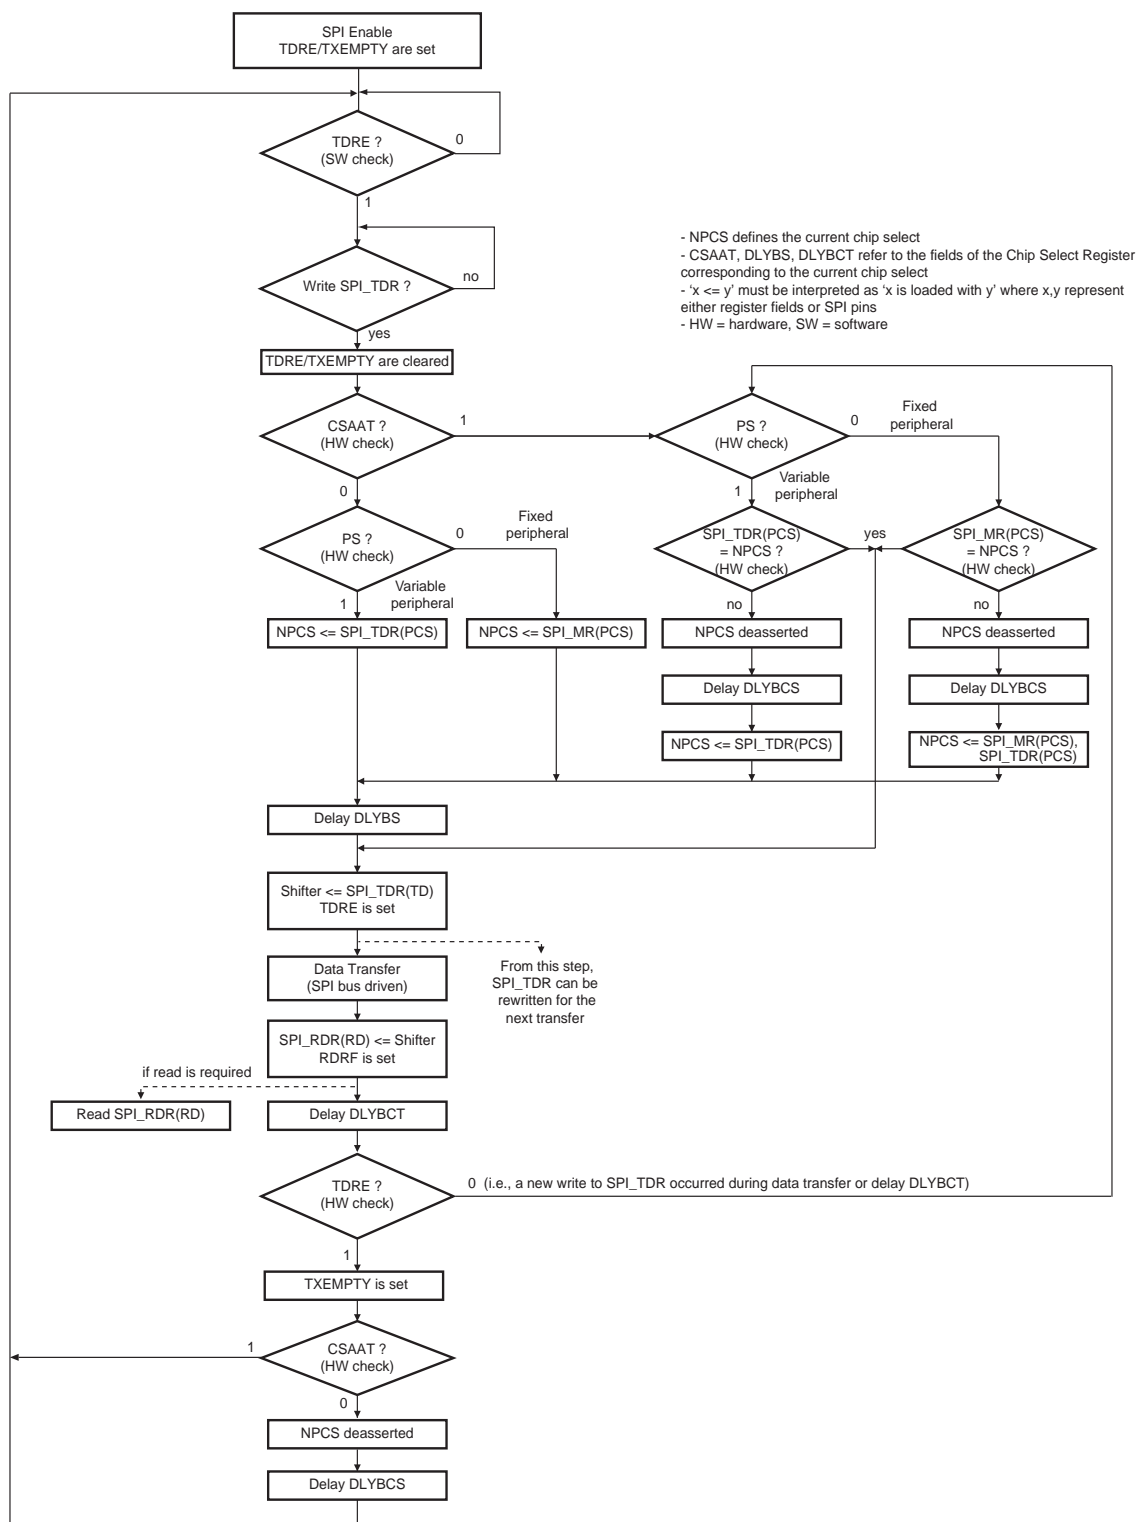 SPI Enable
TDRE/TXEMPTY are set
TDRE ?
(SW check)
0
1
Write SPI_TDR ?
no
yes
- NPCS defines the current chip select
- CSAAT, DLYBS, DLYBCT refer to the fields of the Chip Select Register
corresponding to the current chip select
- ‘x <= y’ must be interpreted as ‘x is loaded with y’ where x,y represent
either register fields or SPI pins
- HW = hardware, SW = software
TDRE/TXEMPTY are cleared
CSAAT ?
(HW check)
1
0
PS ?
(HW check)
0
Fixed
peripheral
1
Variable
peripheral
PS ?
(HW check)
0
Fixed
peripheral
1
Variable
peripheral
SPI_TDR(PCS)
= NPCS ?
(HW check)
yes
no
SPI_MR(PCS)
= NPCS ?
(HW check)
no
NPCS <= SPI_TDR(PCS)
NPCS <= SPI_MR(PCS)
NPCS deasserted
NPCS deasserted
Delay DLYBCS
Delay DLYBCS
NPCS <= SPI_TDR(PCS)
NPCS <= SPI_MR(PCS),
SPI_TDR(PCS)
Delay DLYBS
Shifter <= SPI_TDR(TD)
TDRE is set
Data Transfer
(SPI bus driven)
From this step,
SPI_TDR can be
rewritten for the
next transfer
SPI_RDR(RD) <= Shifter
RDRF is set
if read is required
Read SPI_RDR(RD)
Delay DLYBCT
TDRE ?
(HW check)
0 (i.e., a new write to SPI_TDR occurred during data transfer or delay DLYBCT)
1
TXEMPTY is set
CSAAT ?
(HW check)
1
0
NPCS deasserted
Delay DLYBCS